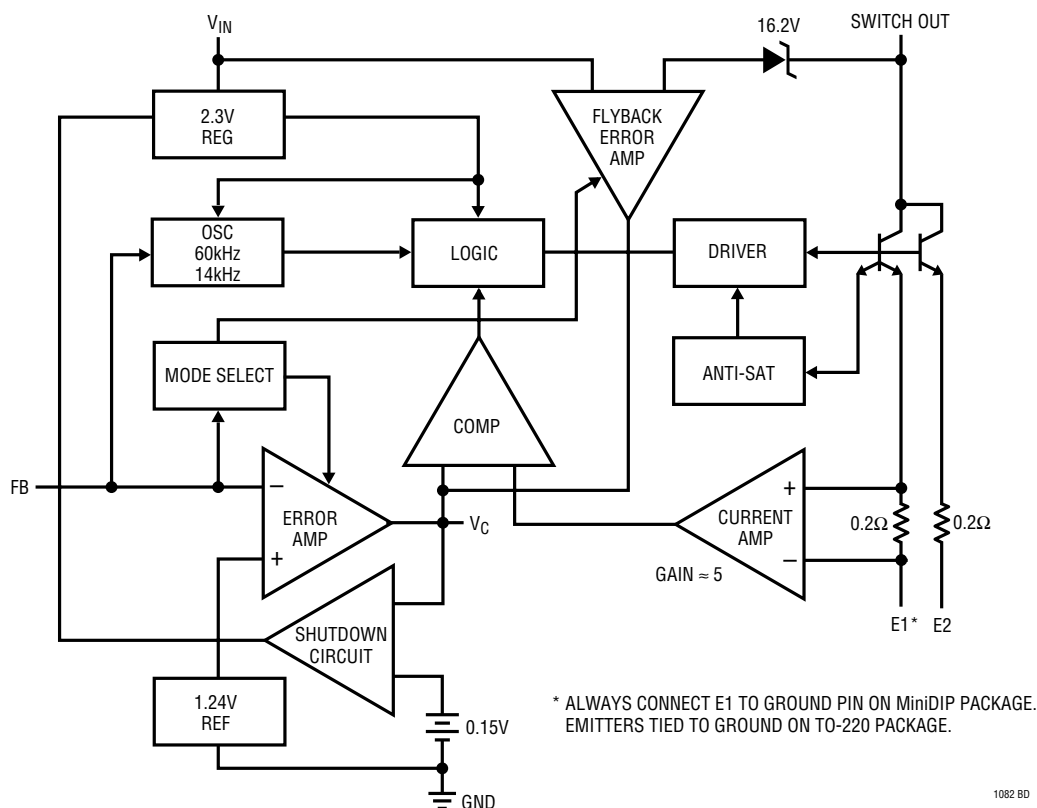 VIN
SWITCH OUT
16.2V
2.3V
REG
FLYBACK
ERROR
AMP
OSC
60kHz
14kHz
LOGIC
DRIVER
MODE SELECT
ANTI-SAT
COMP
FB
−
ERROR
AMP
+
VC
+
CURRENT
AMP
−
0.2Ω
0.2Ω
GAIN ≈ 5
E1*
E2
SHUTDOWN
CIRCUIT
1.24V
REF
0.15V
* ALWAYS CONNECT E1 TO GROUND PIN ON MiniDIP PACKAGE.
EMITTERS TIED TO GROUND ON TO-220 PACKAGE.
GND
1082 BD